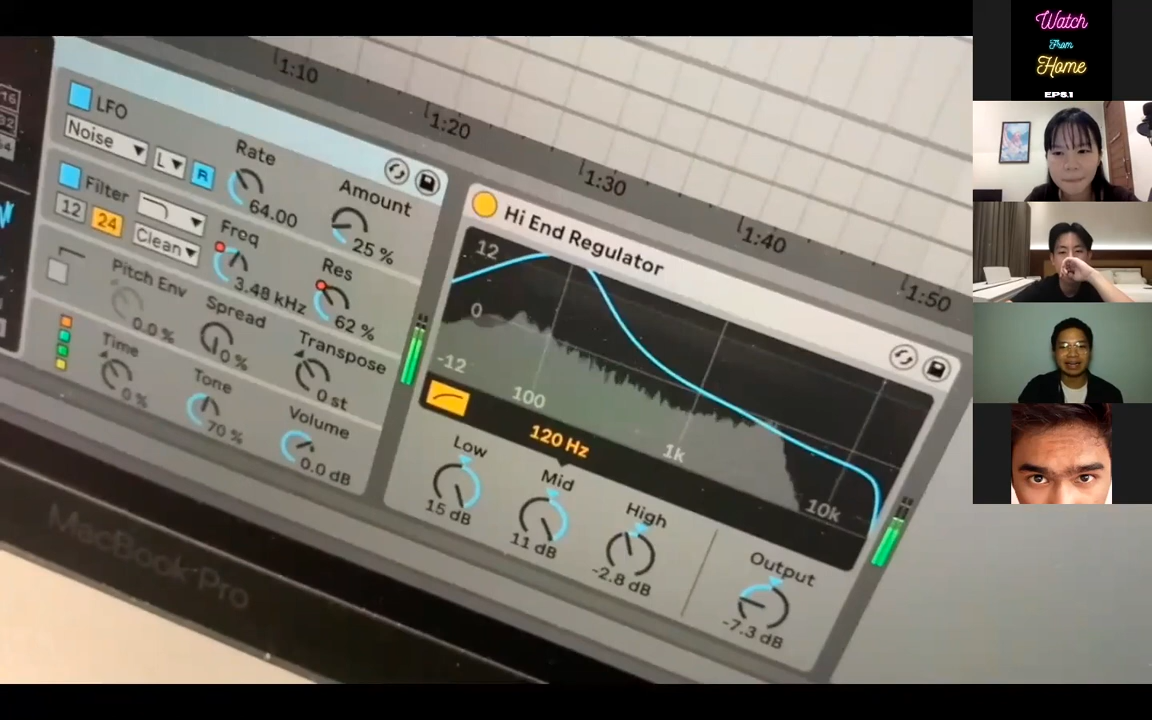 1:10
1:20
1:30
1:40
1:50
LFO
Noise
L
R
Rate
64.00
Amount
25 %
Filter
12
24
Clean
Freq
3.48 kHz
Res
62 %
Pitch Env
0.0 %
Spread
0 %
Transpose
0 st
Time
0 %
Tone
70 %
Volume
0.0 dB
Hi End Regulator
12
0
-12
100
1k
10k
120 Hz
Low
15 dB
Mid
11 dB
High
-2.8 dB
Output
-7.3 dB
MacBook Pro
Watch
From
Home
EP6.1